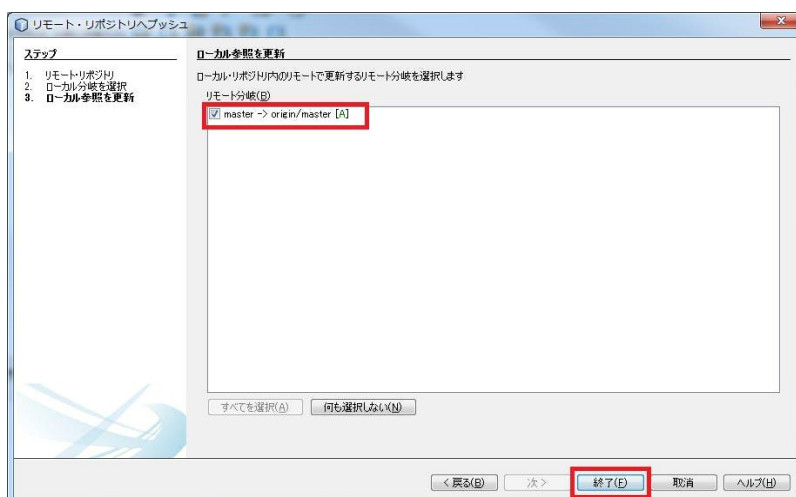 リモート・リポジトリへプッシュ
ステップ
1. リモート・リポジトリ
2. ローカル分岐を選択
3. ローカル参照を更新
ローカル参照を更新
ローカル・リポジトリ内のリモートで更新するリモート分岐を選択します
リモート分岐(B)
master -> origin/master [A]
すべてを選択(A) 何も選択しない(N)
< 戻る(B) 次 > 終了(F) 取消 ヘルプ(H)